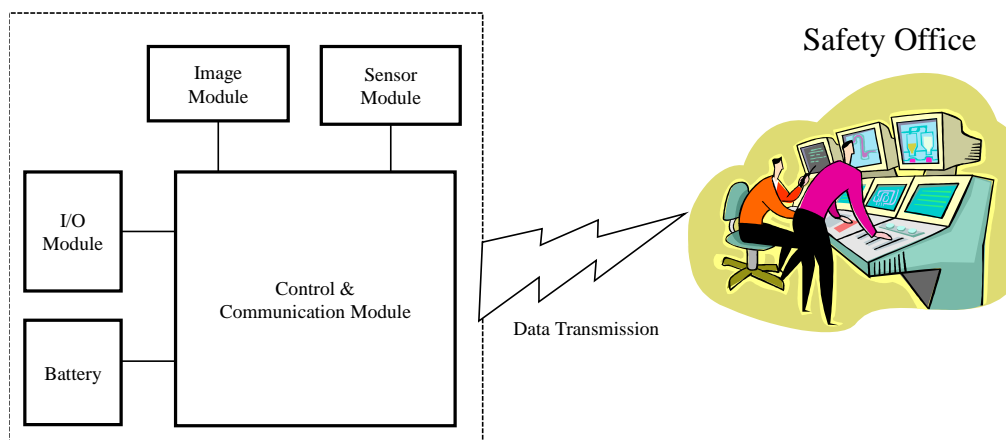 Safety Office
Image
Module
Sensor
Module
I/O
Module
Control &
Communication Module
Data Transmission
Battery